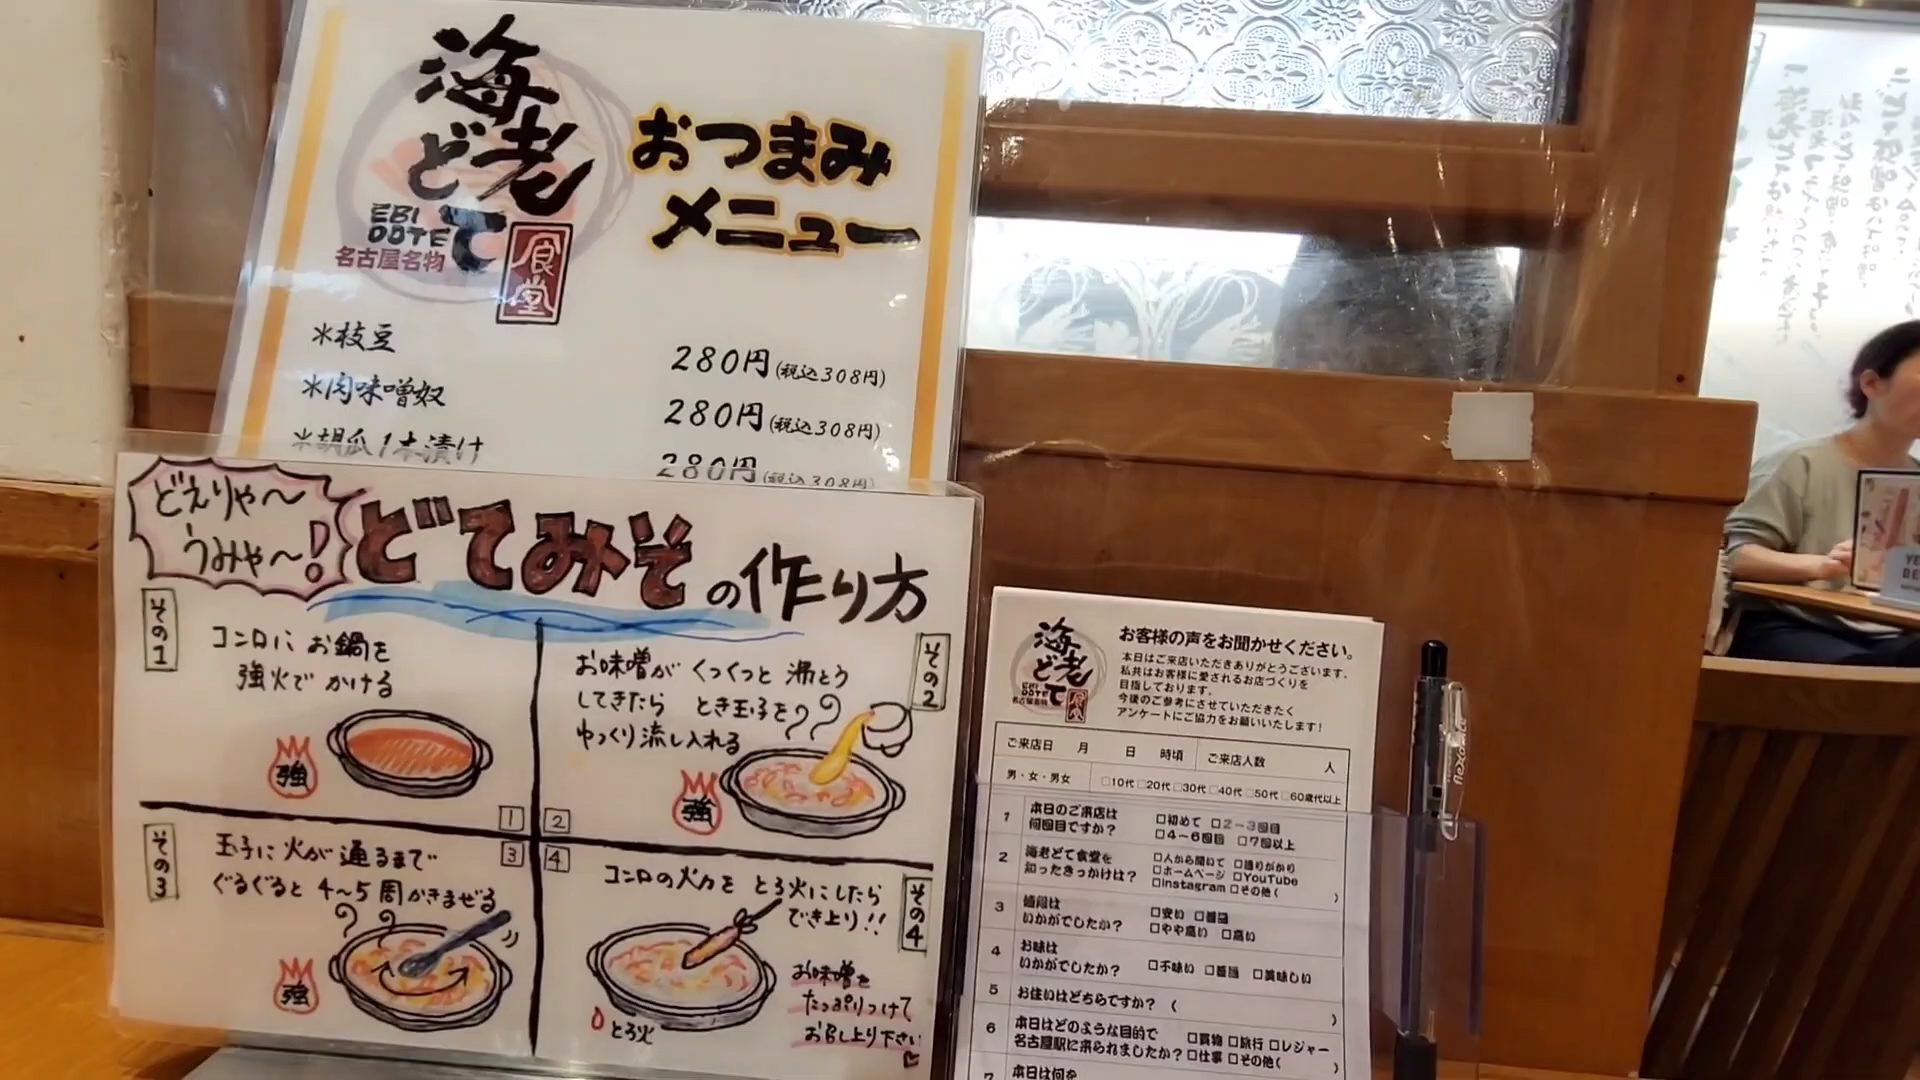 海老どて
EBI
DOTE
名古屋名物
食堂
おつまみ
メニュー
＊枝豆 280円(税込308円)
＊肉味噌奴 280円(税込308円)
＊胡瓜1本漬け 280円(税込308円)
どえりゃ〜
うみゃ〜!
どてみその作り方
その1
コンロに お鍋を
強火で かける
強
1
その2
お味噌が くつくつと 沸とう
してきたら とき玉子を
ゆっくり流し入れる
強
2
その3
3
玉子に 火が 通るまで
ぐるぐると 4〜5周かきまぜる
強
その4
4
コンロの火力を とろ火にしたら
でき上り!!
お味噌を
たっぷりつけて
お召し上り下さい
とろ火
海老どて
EBI
DOTE
名古屋名物
食堂
お客様の声をお聞かせください。
本日はご来店いただきありがとうございます。
私共はお客様に愛されるお店づくりを
目指しております。
今後のご参考にさせていただきたく
アンケートにご協力をお願いいたします!
ご来店日 月 日 時頃 ご来店人数 人
男・女・男女 □10代 □20代 □30代 □40代 □50代 □60歳代以上
1 本日のご来店は
何回目ですか? □初めて □2〜3回目
□4〜6回目 □7回以上
2 海老どて食堂を
知ったきっかけは? □人から聞いて □通りがかり
□ホームページ □YouTube
□Instagram □その他( )
3 値段は
いかがでしたか? □安い □普通
□やや高い □高い
4 お味は
いかがでしたか? □不味い □普通 □美味しい
5 お住いはどちらですか? ( )
6 本日はどのような目的で
名古屋駅に来られましたか? □買物 □旅行 □レジャー
□仕事 □その他( )
7 本日は何を